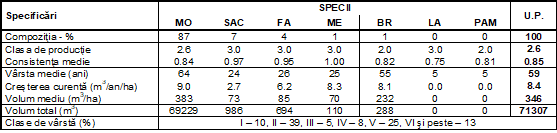 Specificări SPECII U.P.
MO SAC FA ME BR LA PAM
Compoziţia - % 87 7 4 1 1 0 0 100
Clasa de producţie 2.6 3.0 3.0 3.0 2.0 3.0 2.0 2.6
Consistenţa medie 0.84 0.97 0.95 1.00 0.82 0.75 0.81 0.85
Vârsta medie (ani) 64 24 26 25 55 5 5 59
Creşterea curentă (m3/an/ha) 9.0 2.7 6.2 8.3 8.1 0.0 0.0 8.4
Volum mediu (m3/ha) 383 73 85 70 232 0 0 346
Volum total (m3) 69229 986 694 110 288 0 0 71307
Clase de vârstă (%) I – 10, II – 39, III – 5, IV – 8, V – 25, VI şi peste – 13